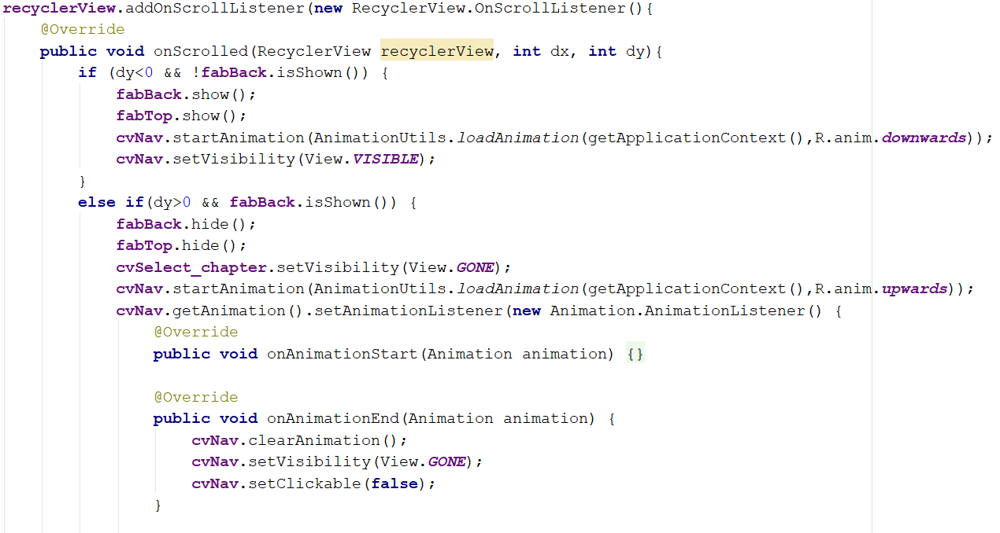 recyclerView.addOnScrollListener(new RecyclerView.OnScrollListener(){
    @Override
    public void onScrolled(RecyclerView recyclerView, int dx, int dy){
        if (dy<0 && !fabBack.isShown()) {
            fabBack.show();
            fabTop.show();
            cvNav.startAnimation(AnimationUtils.loadAnimation(getApplicationContext(),R.anim.downwards));
            cvNav.setVisibility(View.VISIBLE);
        }
        else if(dy>0 && fabBack.isShown()) {
            fabBack.hide();
            fabTop.hide();
            cvSelect_chapter.setVisibility(View.GONE);
            cvNav.startAnimation(AnimationUtils.loadAnimation(getApplicationContext(),R.anim.upwards));
            cvNav.getAnimation().setAnimationListener(new Animation.AnimationListener() {
                @Override
                public void onAnimationStart(Animation animation) {}
                @Override
                public void onAnimationEnd(Animation animation) {
                    cvNav.clearAnimation();
                    cvNav.setVisibility(View.GONE);
                    cvNav.setClickable(false);
                }